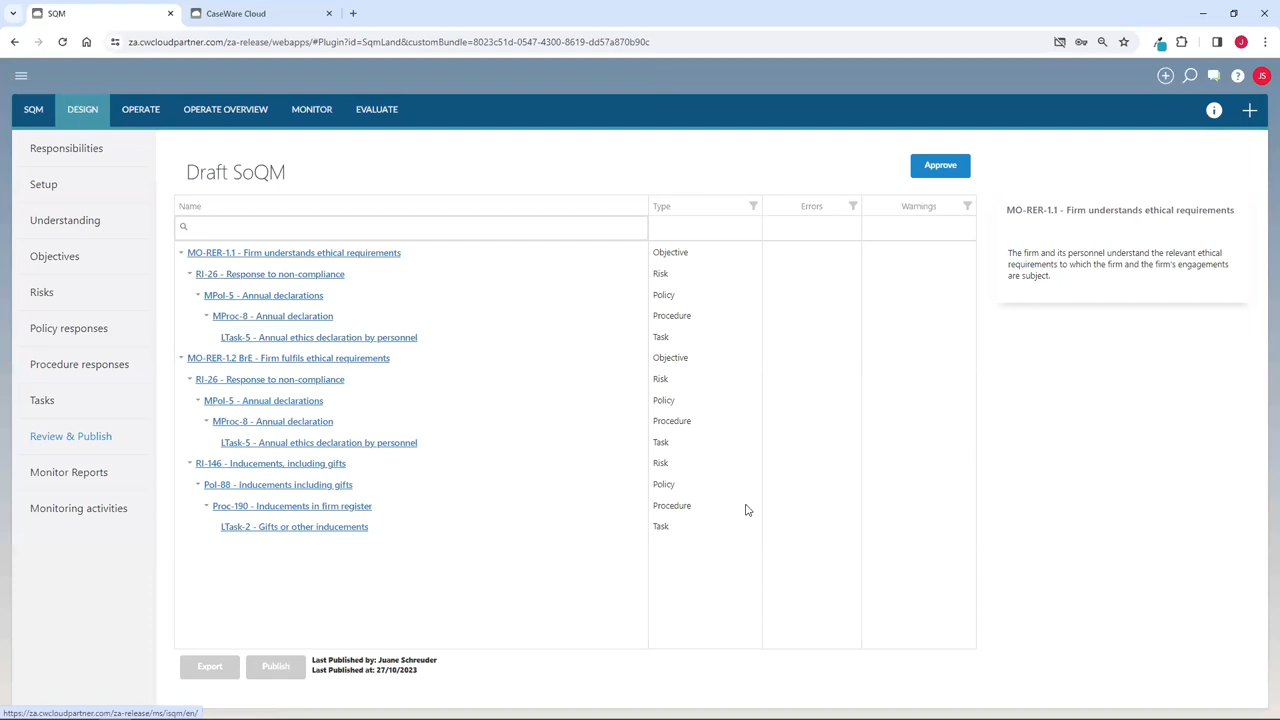 SQM
CaseWare Cloud
za.cwcloudpartner.com/za-release/webapps/#Plugin?id=SqmLand&customBundle=8023c51d-0547-4300-8619-dd57a870b90c
J
JS
SQM DESIGN OPERATE OPERATE OVERVIEW MONITOR EVALUATE
Responsibilities
Setup
Understanding
Objectives
Risks
Policy responses
Procedure responses
Tasks
Review & Publish
Monitor Reports
Monitoring activities
Draft SoQM
Approve
Name Type Errors Warnings
MO-RER-1.1 - Firm understands ethical requirements Objective
RI-26 - Response to non-compliance Risk
MPol-5 - Annual declarations Policy
MProc-8 - Annual declaration Procedure
LTask-5 - Annual ethics declaration by personnel Task
MO-RER-1.2 BrE - Firm fulfils ethical requirements Objective
RI-26 - Response to non-compliance Risk
MPol-5 - Annual declarations Policy
MProc-8 - Annual declaration Procedure
LTask-5 - Annual ethics declaration by personnel Task
RI-146 - Inducements, including gifts Risk
Pol-88 - Inducements including gifts Policy
Proc-190 - Inducements in firm register Procedure
LTask-2 - Gifts or other inducements Task
MO-RER-1.1 - Firm understands ethical requirements
The firm and its personnel understand the relevant ethical
requirements to which the firm and the firm's engagements
are subject.
Export
Publish
Last Published by: Juane Schreuder
Last Published at: 27/10/2023
https://za.cwcloudpartner.com/za-release/ms/isqm/en/